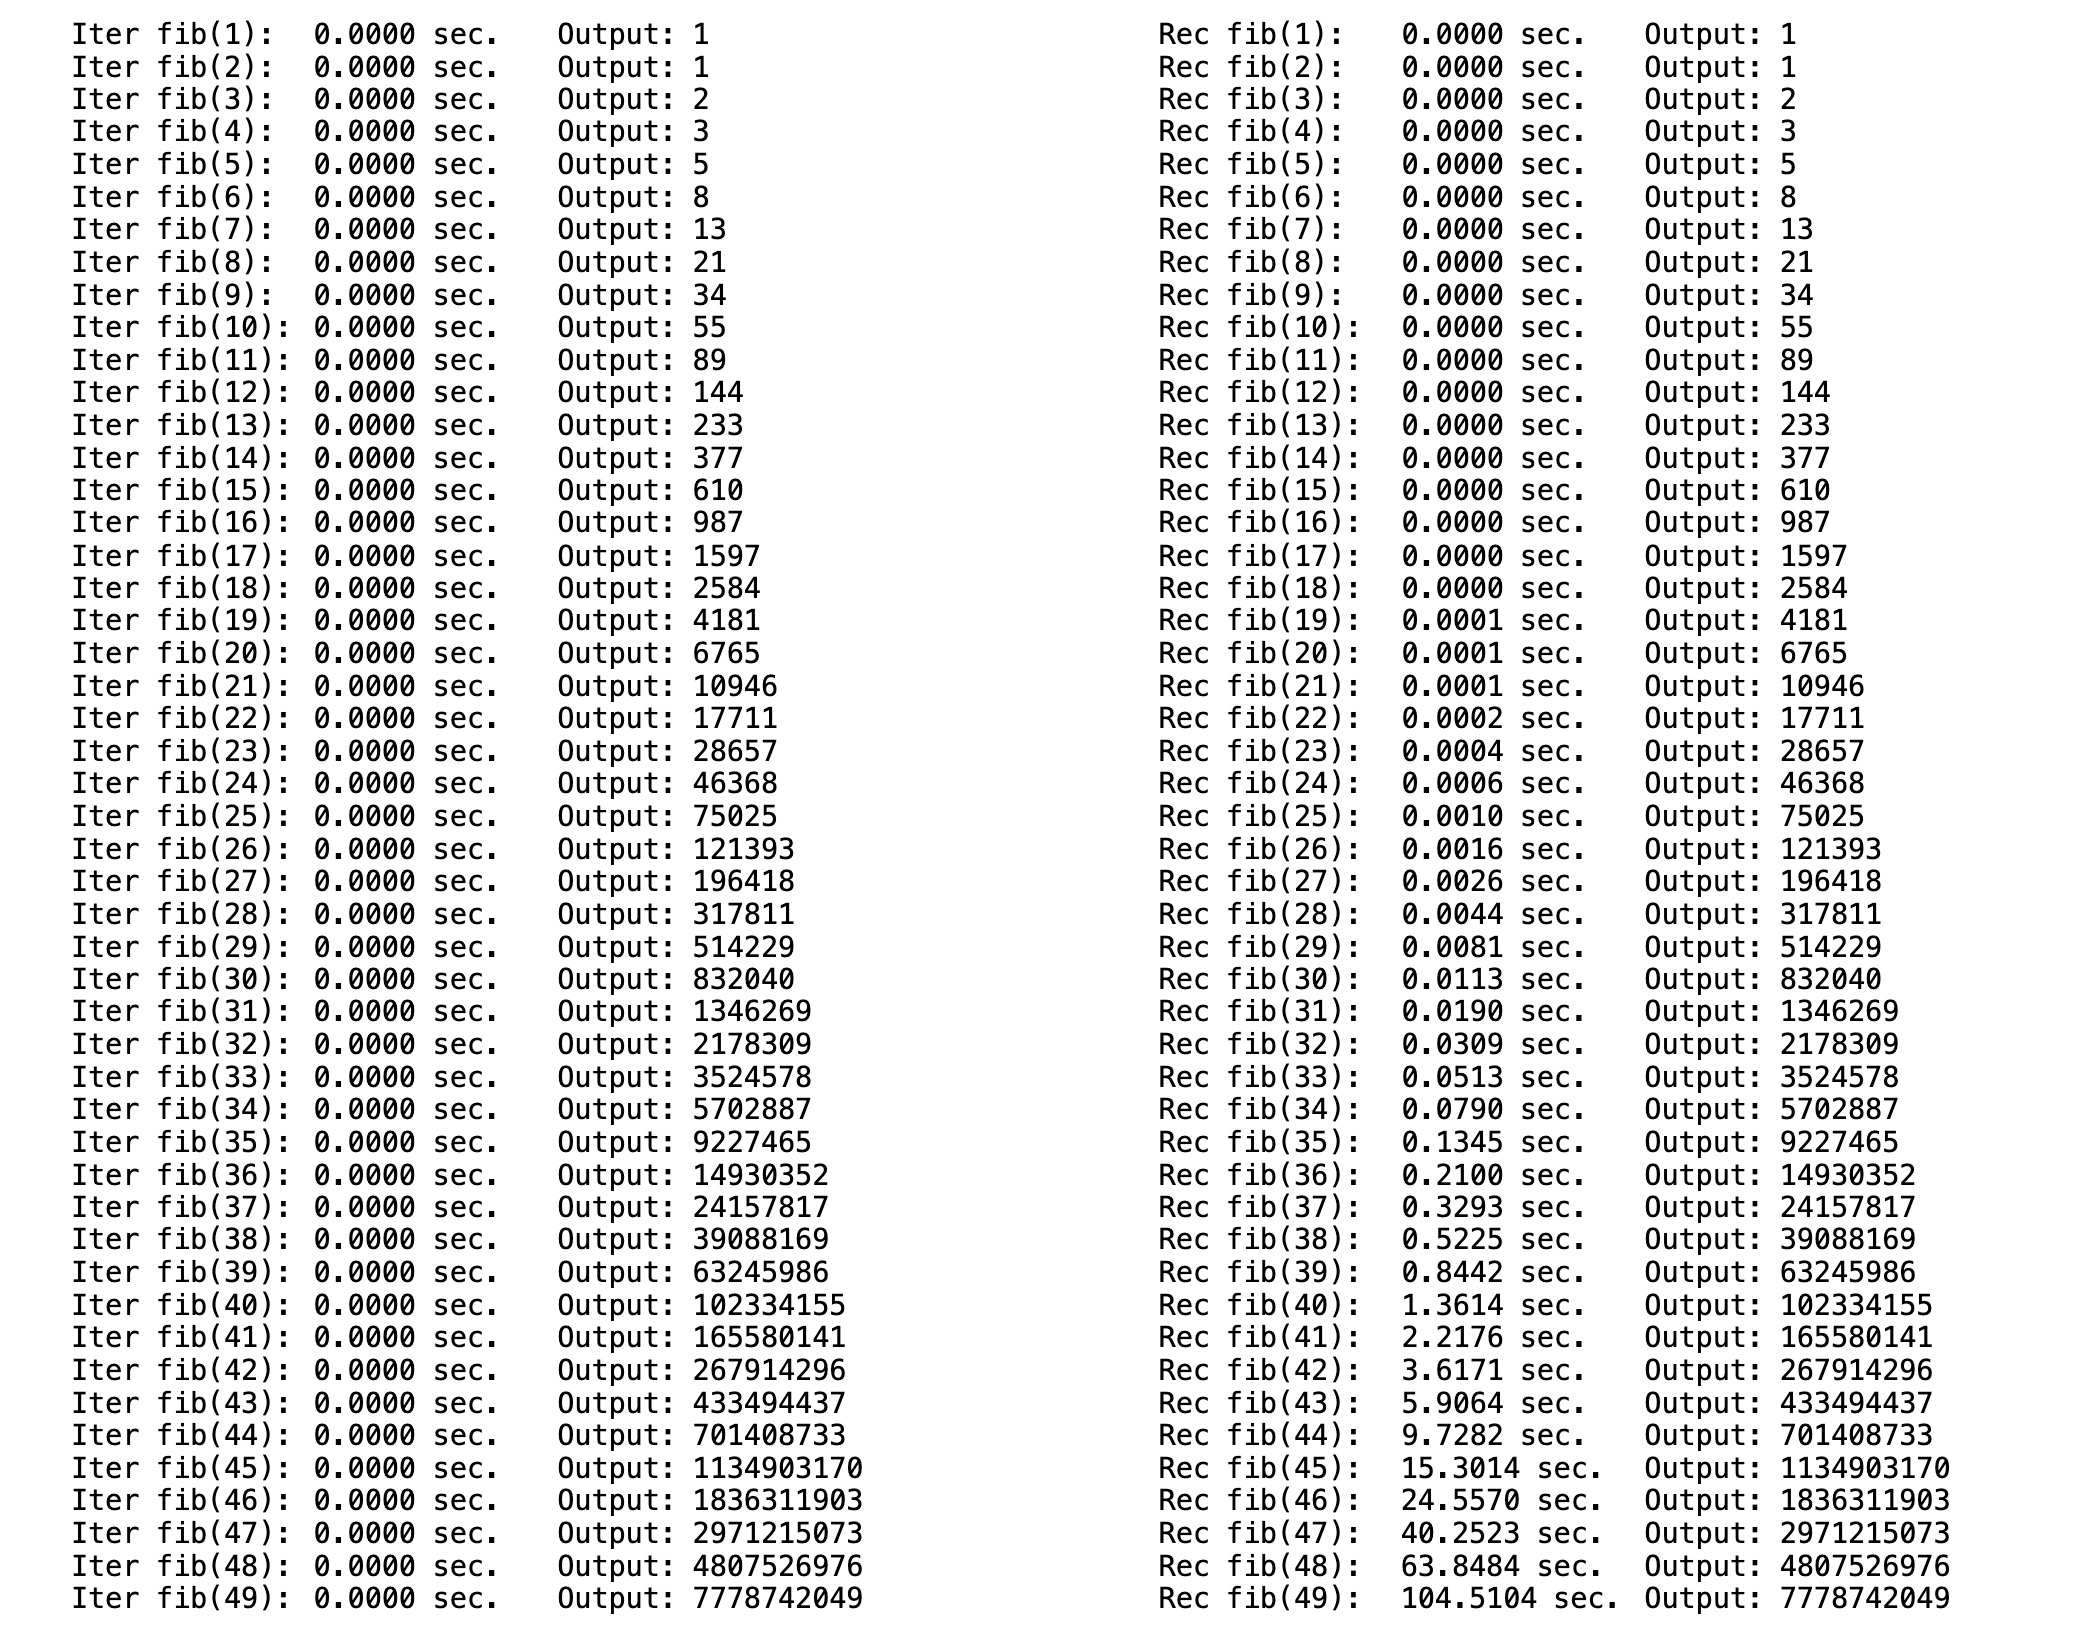 Iter fib(1):  0.0000 sec.   Output: 1   Rec fib(1):   0.0000 sec.   Output: 1
Iter fib(2):  0.0000 sec.   Output: 1   Rec fib(2):   0.0000 sec.   Output: 1
Iter fib(3):  0.0000 sec.   Output: 2   Rec fib(3):   0.0000 sec.   Output: 2
Iter fib(4):  0.0000 sec.   Output: 3   Rec fib(4):   0.0000 sec.   Output: 3
Iter fib(5):  0.0000 sec.   Output: 5   Rec fib(5):   0.0000 sec.   Output: 5
Iter fib(6):  0.0000 sec.   Output: 8   Rec fib(6):   0.0000 sec.   Output: 8
Iter fib(7):  0.0000 sec.   Output: 13   Rec fib(7):   0.0000 sec.   Output: 13
Iter fib(8):  0.0000 sec.   Output: 21   Rec fib(8):   0.0000 sec.   Output: 21
Iter fib(9):  0.0000 sec.   Output: 34   Rec fib(9):   0.0000 sec.   Output: 34
Iter fib(10): 0.0000 sec.   Output: 55   Rec fib(10):  0.0000 sec.   Output: 55
Iter fib(11): 0.0000 sec.   Output: 89   Rec fib(11):  0.0000 sec.   Output: 89
Iter fib(12): 0.0000 sec.   Output: 144   Rec fib(12):  0.0000 sec.   Output: 144
Iter fib(13): 0.0000 sec.   Output: 233   Rec fib(13):  0.0000 sec.   Output: 233
Iter fib(14): 0.0000 sec.   Output: 377   Rec fib(14):  0.0000 sec.   Output: 377
Iter fib(15): 0.0000 sec.   Output: 610   Rec fib(15):  0.0000 sec.   Output: 610
Iter fib(16): 0.0000 sec.   Output: 987   Rec fib(16):  0.0000 sec.   Output: 987
Iter fib(17): 0.0000 sec.   Output: 1597   Rec fib(17):  0.0000 sec.   Output: 1597
Iter fib(18): 0.0000 sec.   Output: 2584   Rec fib(18):  0.0000 sec.   Output: 2584
Iter fib(19): 0.0000 sec.   Output: 4181   Rec fib(19):  0.0001 sec.   Output: 4181
Iter fib(20): 0.0000 sec.   Output: 6765   Rec fib(20):  0.0001 sec.   Output: 6765
Iter fib(21): 0.0000 sec.   Output: 10946   Rec fib(21):  0.0001 sec.   Output: 10946
Iter fib(22): 0.0000 sec.   Output: 17711   Rec fib(22):  0.0002 sec.   Output: 17711
Iter fib(23): 0.0000 sec.   Output: 28657   Rec fib(23):  0.0004 sec.   Output: 28657
Iter fib(24): 0.0000 sec.   Output: 46368   Rec fib(24):  0.0006 sec.   Output: 46368
Iter fib(25): 0.0000 sec.   Output: 75025   Rec fib(25):  0.0010 sec.   Output: 75025
Iter fib(26): 0.0000 sec.   Output: 121393   Rec fib(26):  0.0016 sec.   Output: 121393
Iter fib(27): 0.0000 sec.   Output: 196418   Rec fib(27):  0.0026 sec.   Output: 196418
Iter fib(28): 0.0000 sec.   Output: 317811   Rec fib(28):  0.0044 sec.   Output: 317811
Iter fib(29): 0.0000 sec.   Output: 514229   Rec fib(29):  0.0081 sec.   Output: 514229
Iter fib(30): 0.0000 sec.   Output: 832040   Rec fib(30):  0.0113 sec.   Output: 832040
Iter fib(31): 0.0000 sec.   Output: 1346269   Rec fib(31):  0.0190 sec.   Output: 1346269
Iter fib(32): 0.0000 sec.   Output: 2178309   Rec fib(32):  0.0309 sec.   Output: 2178309
Iter fib(33): 0.0000 sec.   Output: 3524578   Rec fib(33):  0.0513 sec.   Output: 3524578
Iter fib(34): 0.0000 sec.   Output: 5702887   Rec fib(34):  0.0790 sec.   Output: 5702887
Iter fib(35): 0.0000 sec.   Output: 9227465   Rec fib(35):  0.1345 sec.   Output: 9227465
Iter fib(36): 0.0000 sec.   Output: 14930352   Rec fib(36):  0.2100 sec.   Output: 14930352
Iter fib(37): 0.0000 sec.   Output: 24157817   Rec fib(37):  0.3293 sec.   Output: 24157817
Iter fib(38): 0.0000 sec.   Output: 39088169   Rec fib(38):  0.5225 sec.   Output: 39088169
Iter fib(39): 0.0000 sec.   Output: 63245986   Rec fib(39):  0.8442 sec.   Output: 63245986
Iter fib(40): 0.0000 sec.   Output: 102334155   Rec fib(40):  1.3614 sec.   Output: 102334155
Iter fib(41): 0.0000 sec.   Output: 165580141   Rec fib(41):  2.2176 sec.   Output: 165580141
Iter fib(42): 0.0000 sec.   Output: 267914296   Rec fib(42):  3.6171 sec.   Output: 267914296
Iter fib(43): 0.0000 sec.   Output: 433494437   Rec fib(43):  5.9064 sec.   Output: 433494437
Iter fib(44): 0.0000 sec.   Output: 701408733   Rec fib(44):  9.7282 sec.   Output: 701408733
Iter fib(45): 0.0000 sec.   Output: 1134903170   Rec fib(45):  15.3014 sec.  Output: 1134903170
Iter fib(46): 0.0000 sec.   Output: 1836311903   Rec fib(46):  24.5570 sec.  Output: 1836311903
Iter fib(47): 0.0000 sec.   Output: 2971215073   Rec fib(47):  40.2523 sec.  Output: 2971215073
Iter fib(48): 0.0000 sec.   Output: 4807526976   Rec fib(48):  63.8484 sec.  Output: 4807526976
Iter fib(49): 0.0000 sec.   Output: 7778742049   Rec fib(49):  104.5104 sec. Output: 7778742049